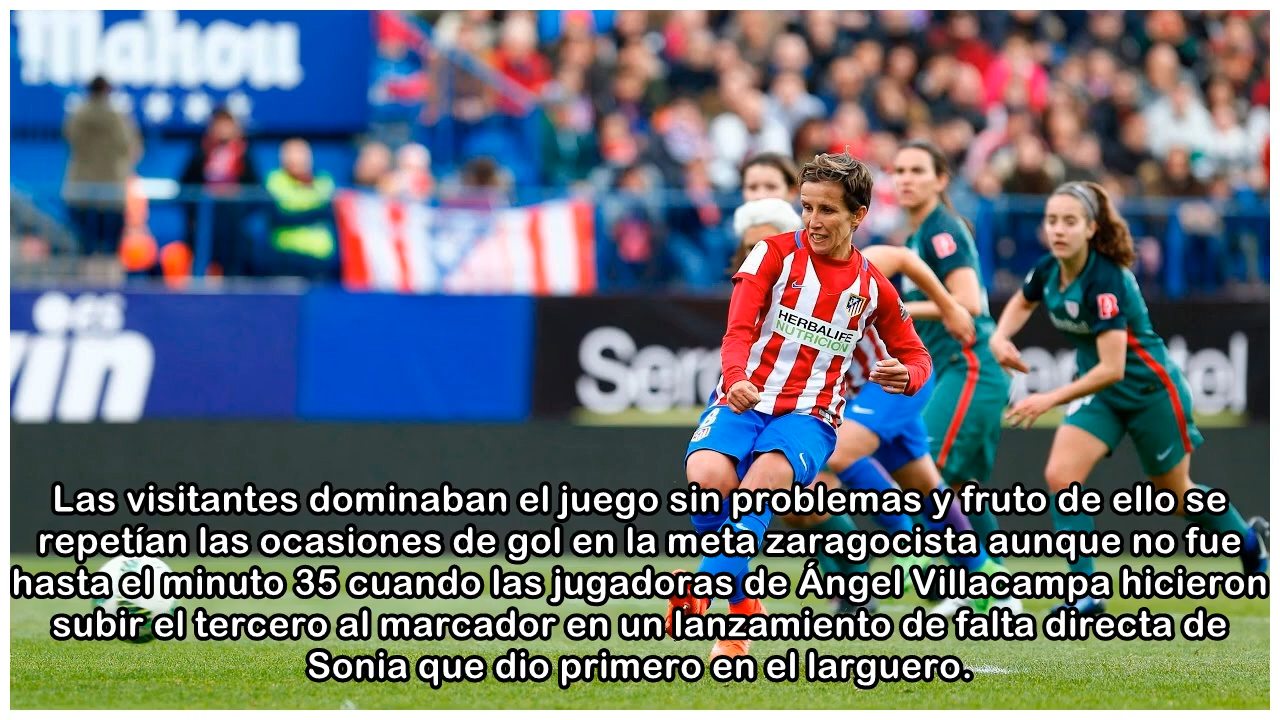 Mahou
HERBALIFE
NUTRICIÓN
Las visitantes dominaban el juego sin problemas y fruto de ello se
repetían las ocasiones de gol en la meta zaragocista aunque no fue
hasta el minuto 35 cuando las jugadoras de Ángel Villacampa hicieron
subir el tercero al marcador en un lanzamiento de falta directa de
Sonia que dio primero en el larguero.